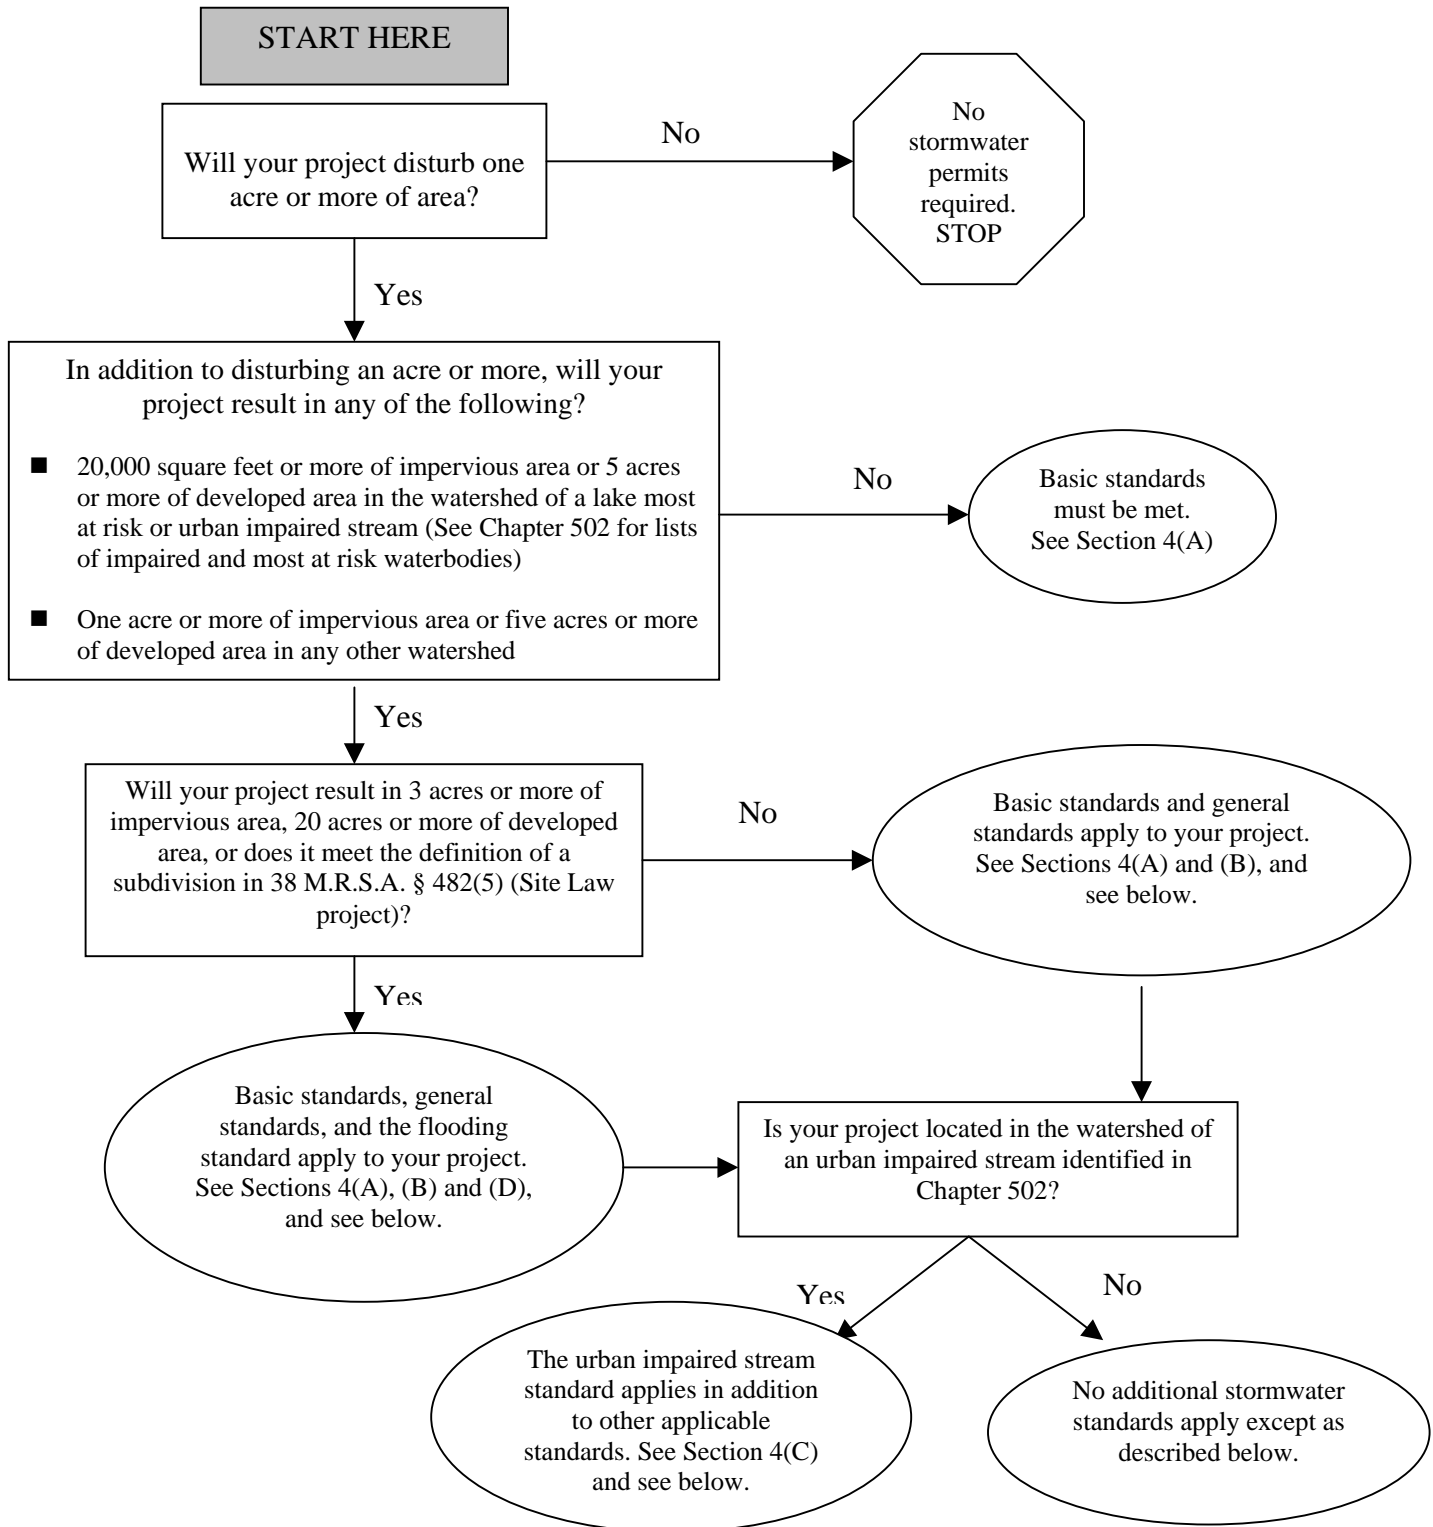 START HERE
Will your project disturb one
acre or more of area?
No
No
stormwater
permits
required.
STOP
Yes
In addition to disturbing an acre or more, will your
project result in any of the following?
■ 20,000 square feet or more of impervious area or 5 acres
or more of developed area in the watershed of a lake most
at risk or urban impaired stream (See Chapter 502 for lists
of impaired and most at risk waterbodies)
■ One acre or more of impervious area or five acres or more
of developed area in any other watershed
No
Basic standards
must be met.
See Section 4(A)
Yes
Will your project result in 3 acres or more of
impervious area, 20 acres or more of developed
area, or does it meet the definition of a
subdivision in 38 M.R.S.A. § 482(5) (Site Law
project)?
No
Basic standards and general
standards apply to your project.
See Sections 4(A) and (B), and
see below.
Yes
Basic standards, general
standards, and the flooding
standard apply to your project.
See Sections 4(A), (B) and (D),
and see below.
Is your project located in the watershed of
an urban impaired stream identified in
Chapter 502?
Yes
No
The urban impaired stream
standard applies in addition
to other applicable
standards. See Section 4(C)
and see below.
No additional stormwater
standards apply except as
described below.